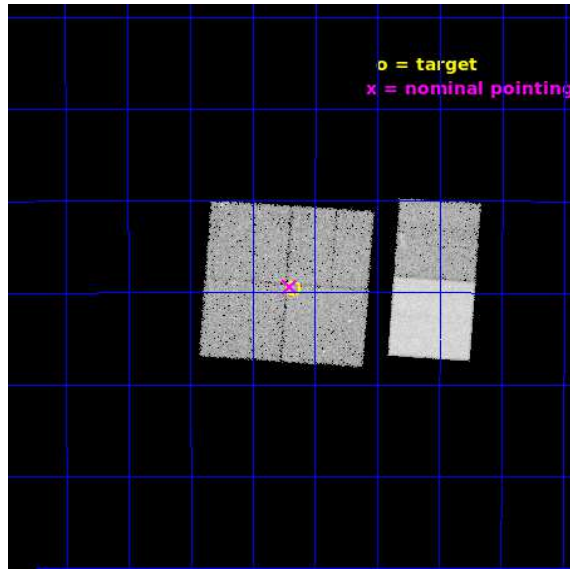 o = target
x = nominal pointing